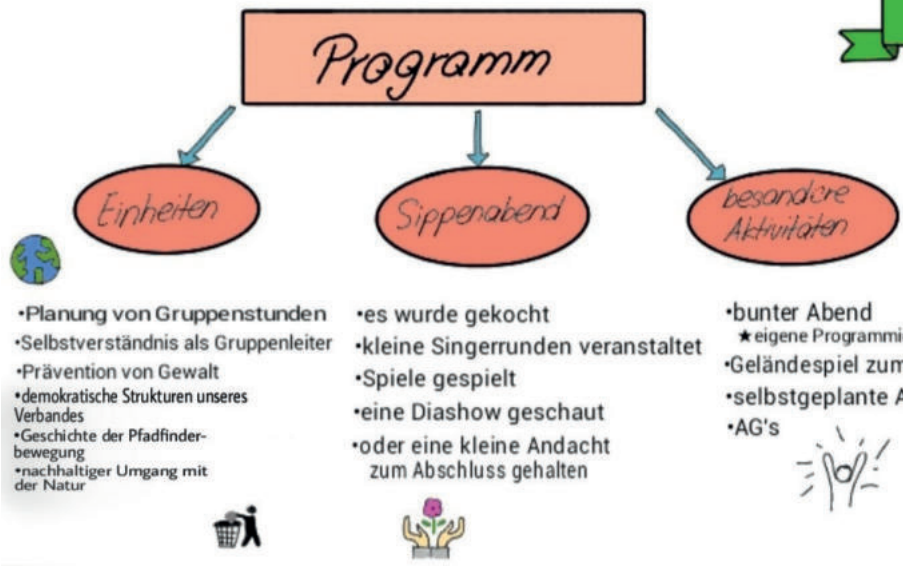 Programm
Einheiten
•Planung von Gruppenstunden
•Selbstverständnis als Gruppenleiter
•Prävention von Gewalt
•demokratische Strukturen unseres
Verbandes
•Geschichte der Pfadfinder-
bewegung
•nachhaltiger Umgang mit
der Natur
Sippenabend
•es wurde gekocht
•kleine Singerrunden veranstaltet
•Spiele gespielt
•eine Diashow geschaut
•oder eine kleine Andacht
zum Abschluss gehalten
besondere
Aktivitäten
•bunter Abend
★eigene
•Geländespiel zum
•selbstgeplante
•AG's